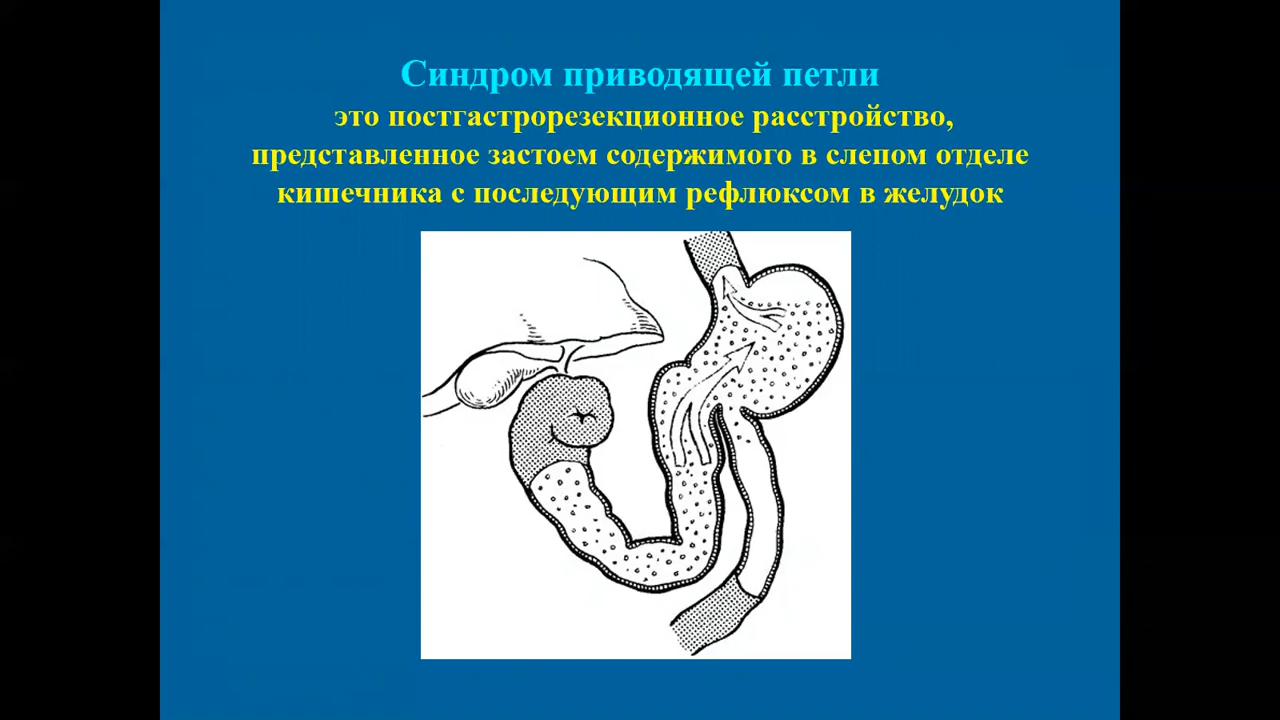 Синдром приводящей петли
это постгастрорезекционное расстройство,
представленное застоем содержимого в слепом отделе
кишечника с последующим рефлюксом в желудок